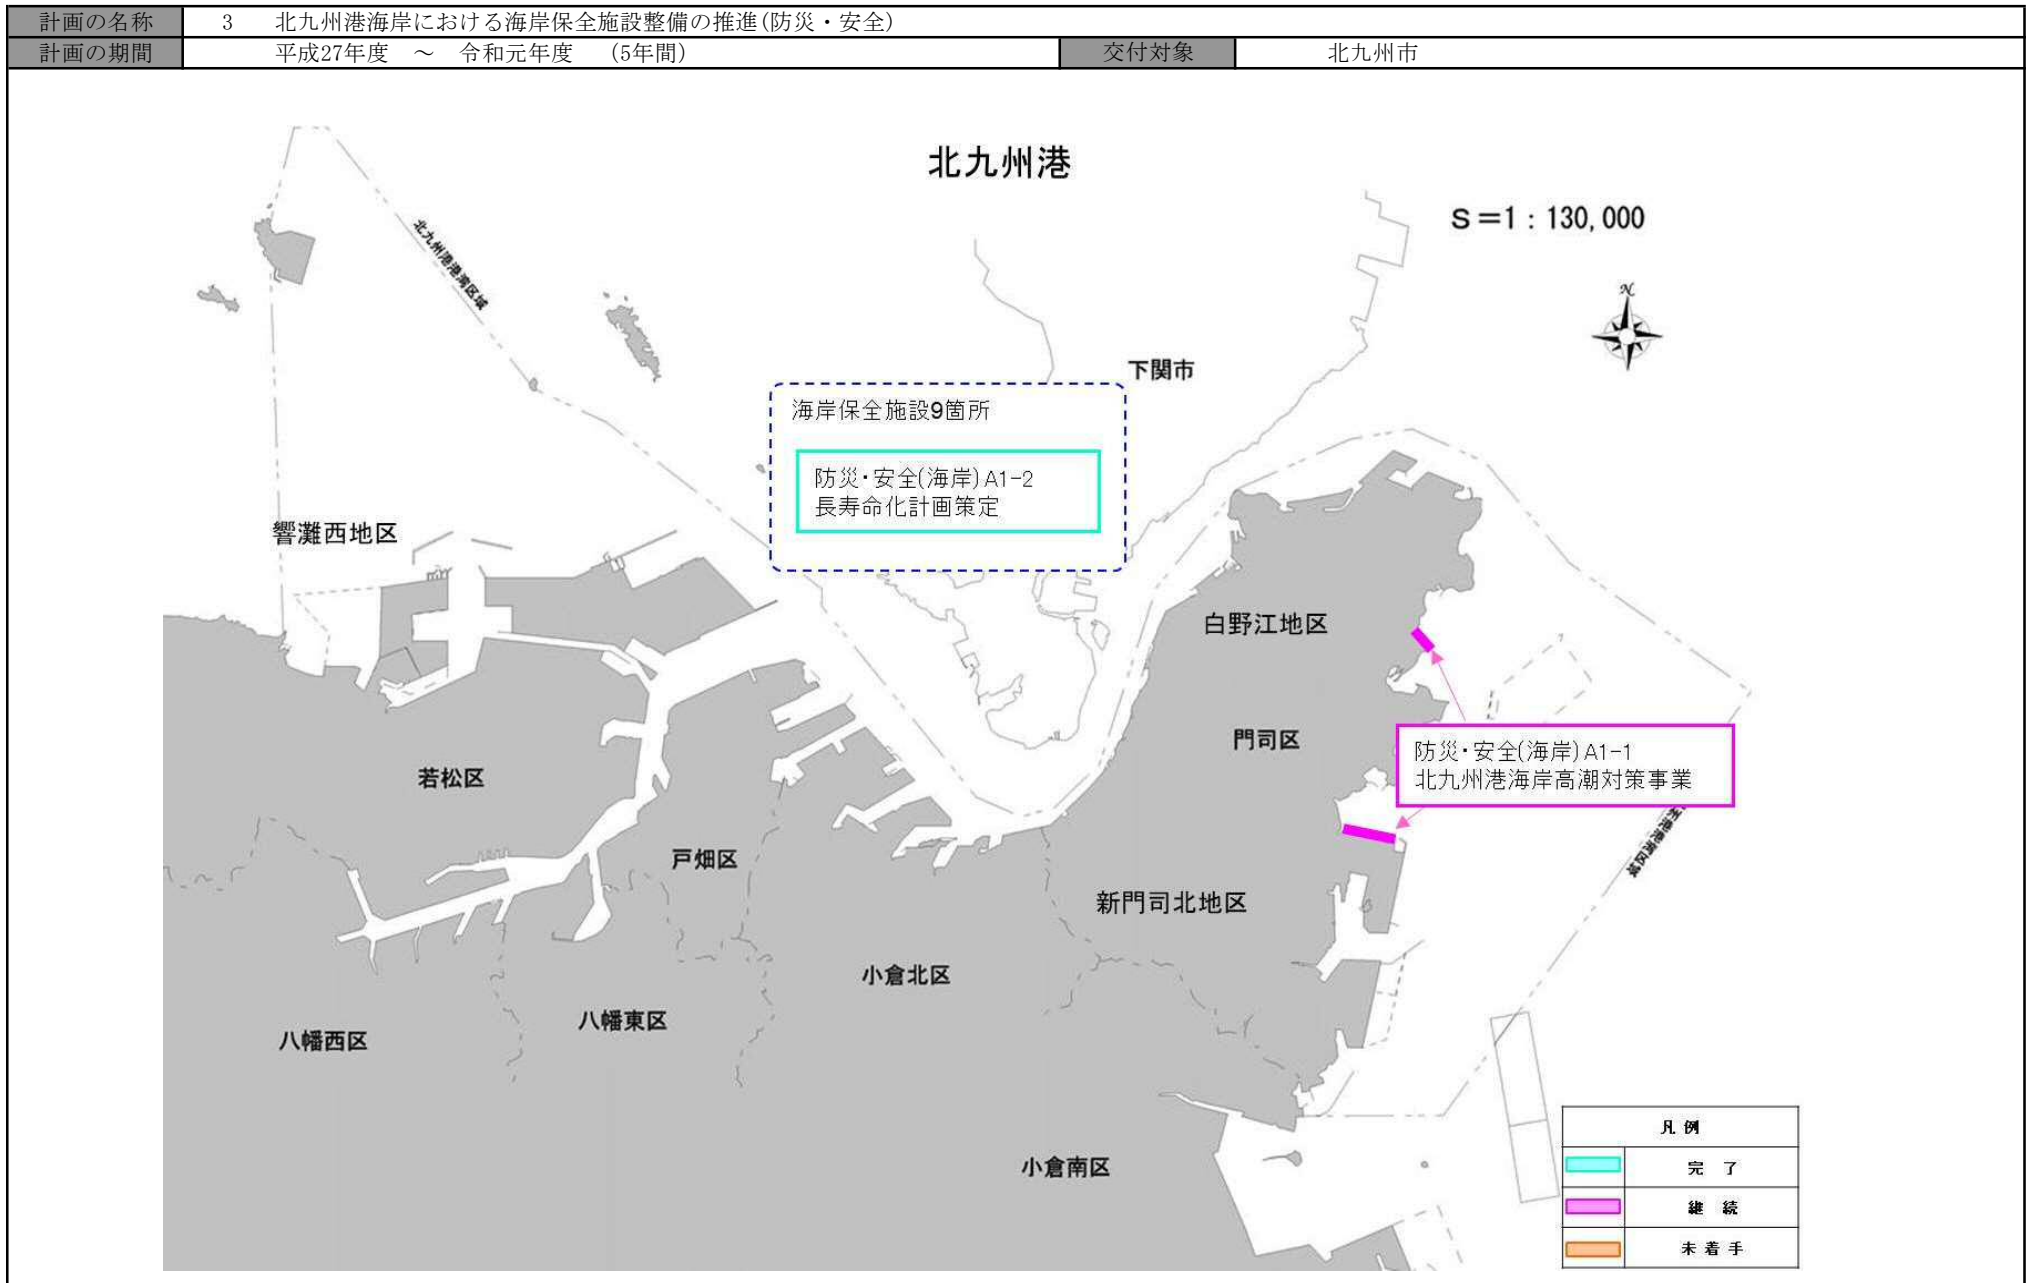 計画の名称 3 北九州港海岸における海岸保全施設整備の推進(防災・安全)
計画の期間 平成27年度 ～ 令和元年度 (5年間) 交付対象 北九州市
北九州港
S＝1：130,000
北九州港港湾区域
N
下関市
海岸保全施設9箇所
防災・安全(海岸)A1-2
長寿命化計画策定
響灘西地区
白野江地区
門司区
防災・安全(海岸)A1-1
北九州港海岸高潮対策事業
若松区
州港港湾区域
戸畑区
新門司北地区
小倉北区
八幡東区
八幡西区
小倉南区
凡例
完了
継続
未着手